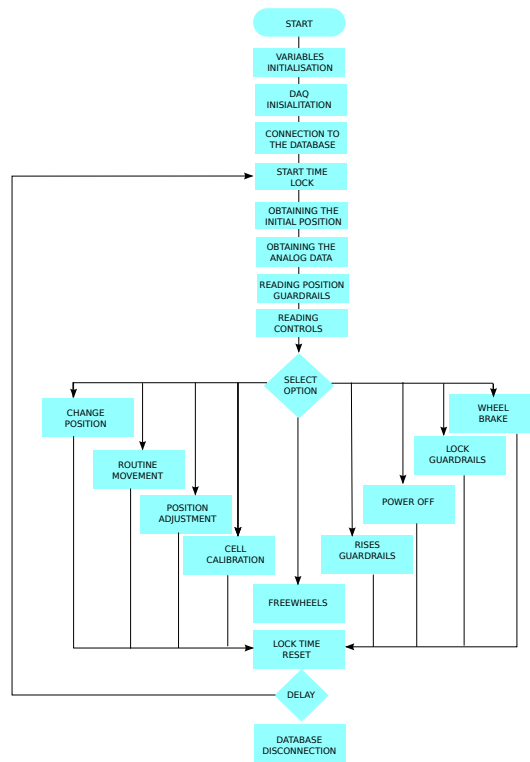 START
VARIABLES
INITIALISATION
DAQ
INISIALITATION
CONNECTION TO
THE DATABASE
START TIME
LOCK
OBTAINING THE
INITIAL POSITION
OBTAINING THE
ANALOG DATA
READING POSITION
GUARDRAILS
READING
CONTROLS
SELECT
OPTION
CHANGE
POSITION
ROUTINE
MOVEMENT
POSITION
ADJUSTMENT
CELL
CALIBRATION
FREEWHEELS
RISES
GUARDRAILS
POWER OFF
LOCK
GUARDRAILS
WHEEL
BRAKE
LOCK TIME
RESET
DELAY
DATABASE
DISCONNECTION